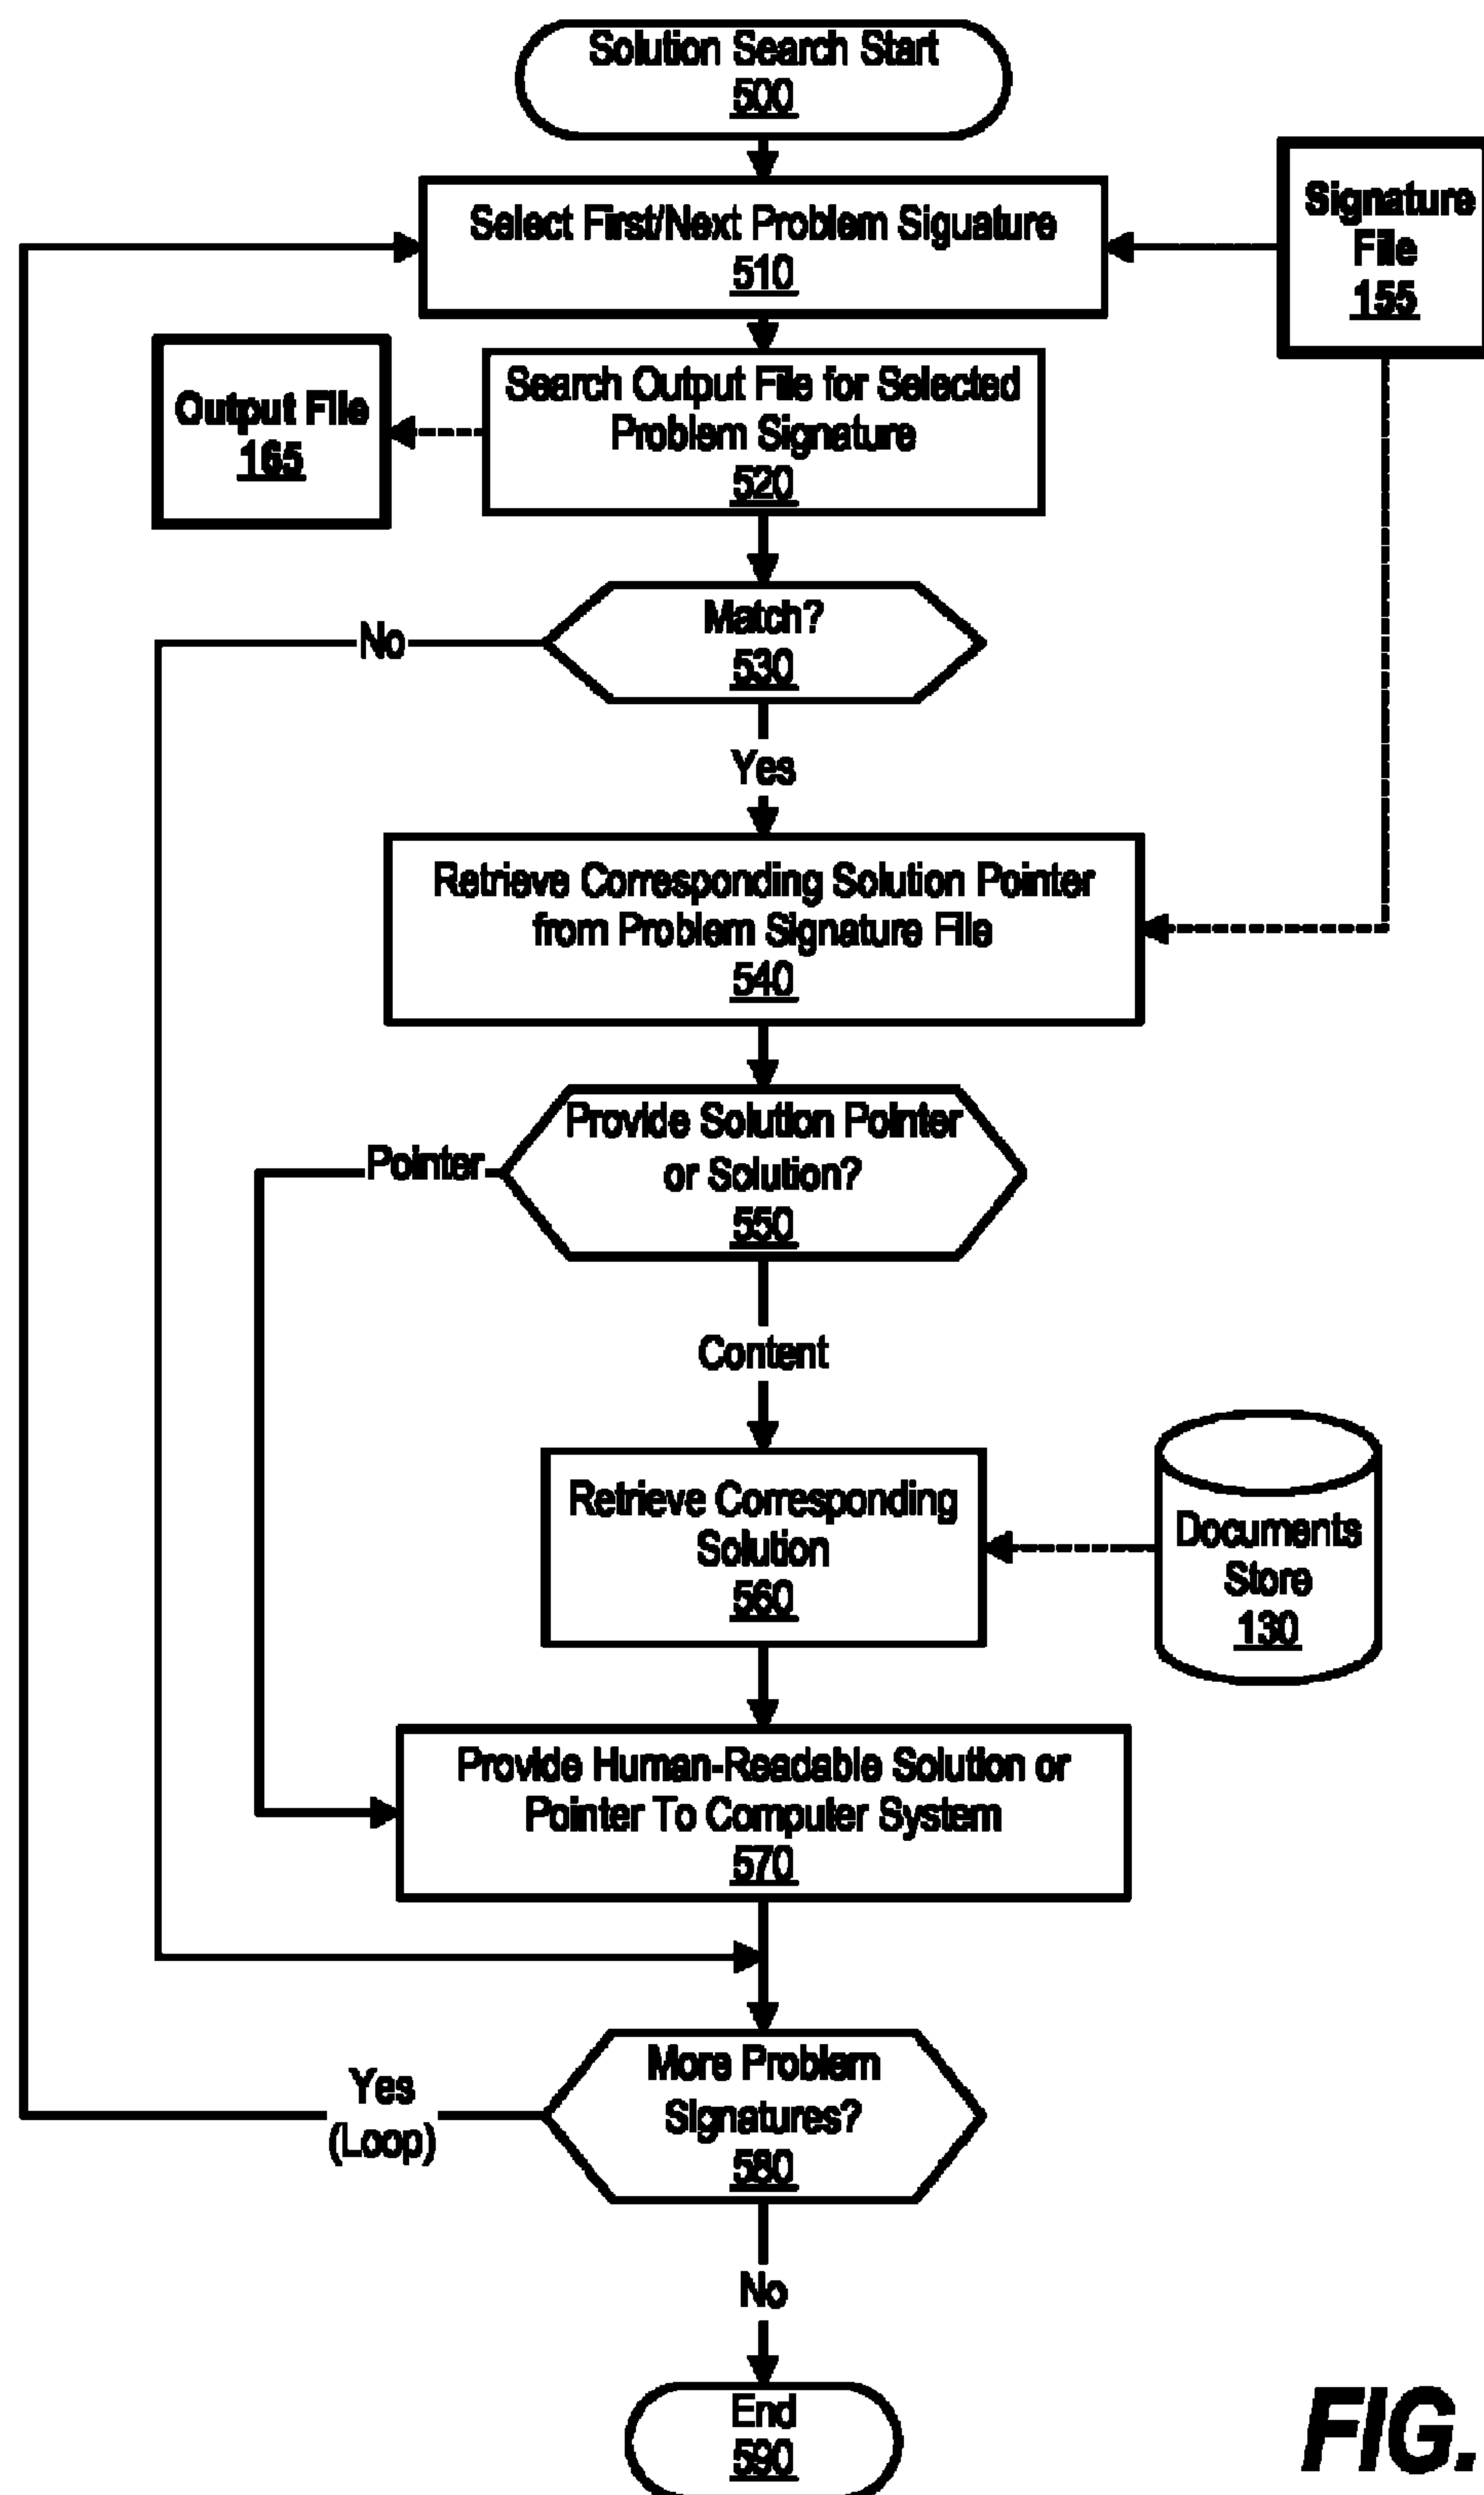 Solution Search Start
500
Select First/Next Problem Siguature
510
Signature
File
155
Output File
165
Search Output File for Selected
Problem Signature
520
Match?
530
No
Yes
Retrieve Corresponding Solution Pointer
from Problem Signature File
540
Provide Solution Pointer
or Solution?
550
Pointer
Content
Retrieve Corresponding
Solution
560
Documents
Store
130
Provide Human-Readable Solution or
Pointer To Computer System
570
More Problem
Signatures?
580
Yes
(Loop)
No
End
590
FIG.